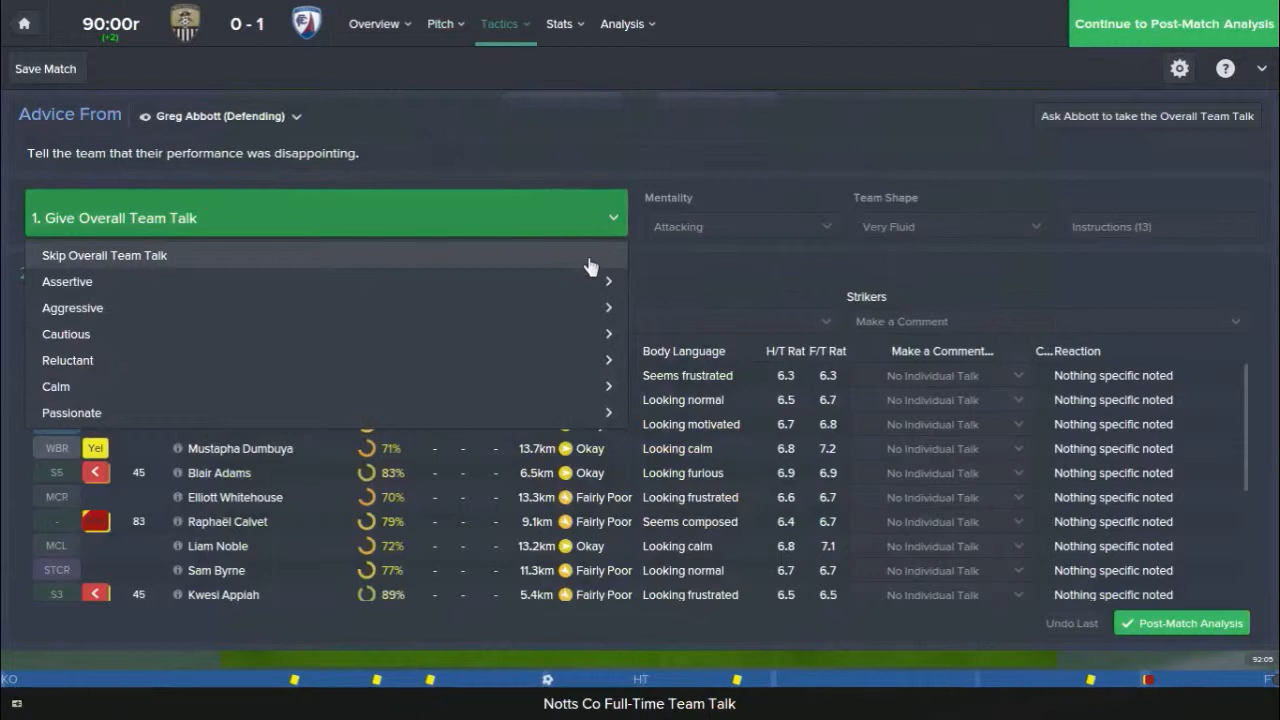 90:00r 0 - 1 Overview Pitch Tactics Stats Analysis Continue to Post-Match Analysis
(+2)
Save Match
Advice From Greg Abbott (Defending) Ask Abbott to take the Overall Team Talk
Tell the team that their performance was disappointing.
1. Give Overall Team Talk
Mentality Team Shape
Attacking Very Fluid Instructions (13)
Skip Overall Team Talk
Assertive
Aggressive
Cautious
Reluctant
Calm
Passionate
Strikers
Make a Comment
Body Language H/T Rat F/T Rat Make a Comment... C... Reaction
Seems frustrated 6.3 6.3 No Individual Talk Nothing specific noted
Looking normal 6.5 6.7 No Individual Talk Nothing specific noted
Looking motivated 6.7 6.8 No Individual Talk Nothing specific noted
WBR Yel Mustapha Dumbuya 71% - - - 13.7km Okay Looking calm 6.8 7.2 No Individual Talk Nothing specific noted
S5 45 Blair Adams 83% - - - 6.5km Okay Looking furious 6.9 6.9 No Individual Talk Nothing specific noted
MCR Elliott Whitehouse 70% - - - 13.3km Fairly Poor Looking frustrated 6.6 6.7 No Individual Talk Nothing specific noted
- 83 Raphaël Calvet 79% - - - 9.1km Fairly Poor Seems composed 6.4 6.7 No Individual Talk Nothing specific noted
MCL Liam Noble 72% - - - 13.2km Okay Looking calm 6.8 7.1 No Individual Talk Nothing specific noted
STCR Sam Byrne 77% - - - 11.3km Fairly Poor Looking normal 6.7 6.7 No Individual Talk Nothing specific noted
S3 45 Kwesi Appiah 89% - - - 5.4km Fairly Poor Looking frustrated 6.5 6.5 No Individual Talk Nothing specific noted
Undo Last Post-Match Analysis
92:05
KO HT
Notts Co Full-Time Team Talk